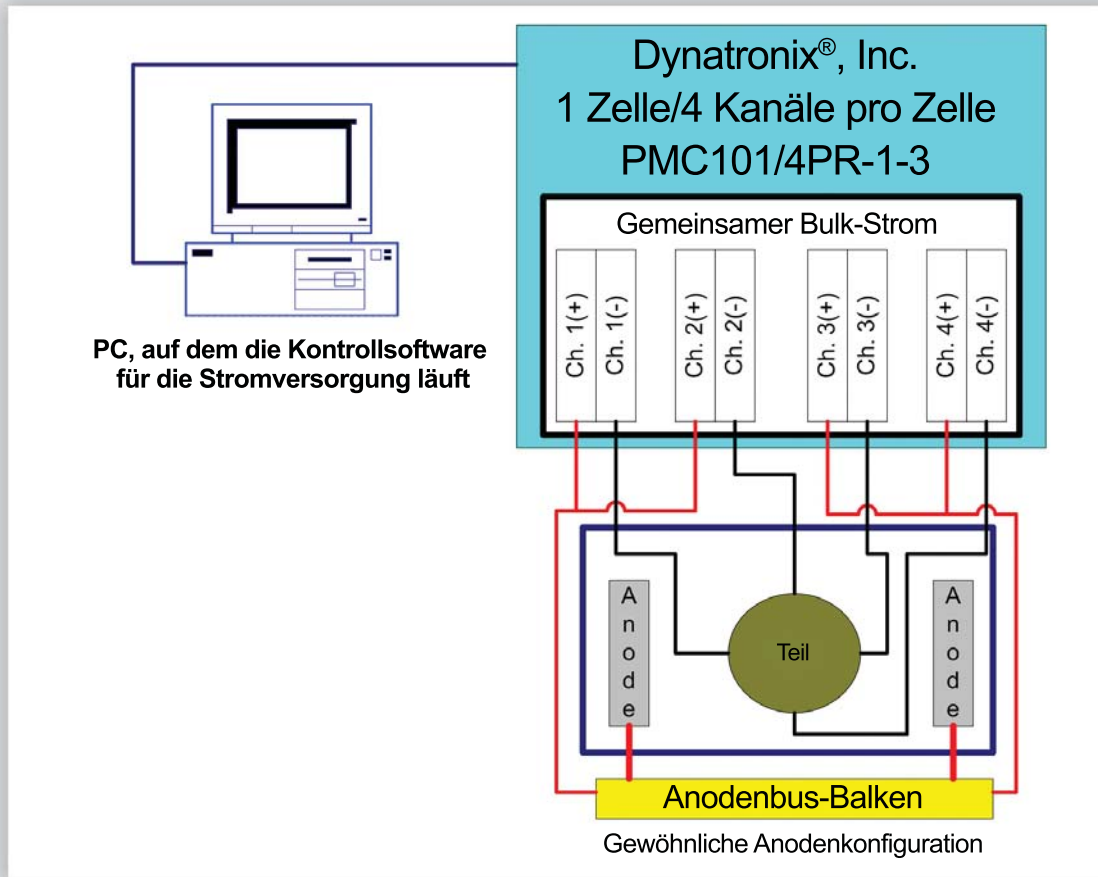 Dynatronix®, Inc.
1 Zelle/4 Kanäle pro Zelle
PMC101/4PR-1-3
Gemeinsamer Bulk-Strom
Ch. 1(+)
Ch. 1(-)
Ch. 2(+)
Ch. 2(-)
Ch. 3(+)
Ch. 3(-)
Ch. 4(+)
Ch. 4(-)
PC, auf dem die Kontrollsoftware
für die Stromversorgung läuft
Anode
Teil
Anode
Anodenbus-Balken
Gewöhnliche Anodenkonfiguration